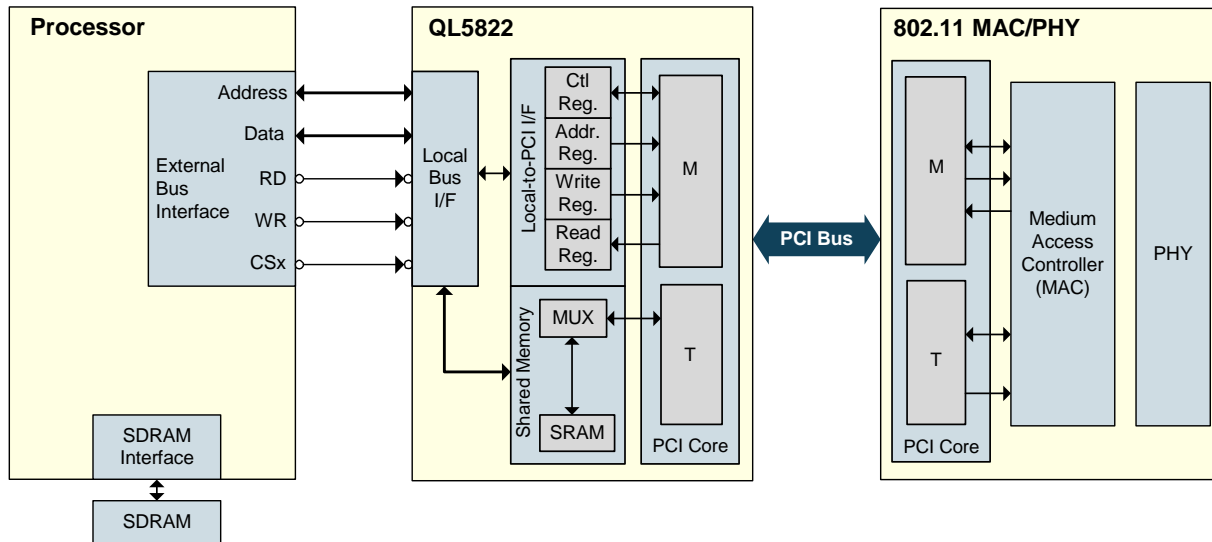 Processor
External
Bus
Interface
Address
Data
RD
WR
CSx
SDRAM
Interface
SDRAM
QL5822
Local
Bus
I/F
Local-to-PCI I/F
Ctl
Reg.
Addr.
Reg.
Write
Reg.
Read
Reg.
M
Shared Memory
MUX
SRAM
T
PCI Core
PCI Bus
802.11 MAC/PHY
M
T
PCI Core
Medium
Access
Controller
(MAC)
PHY